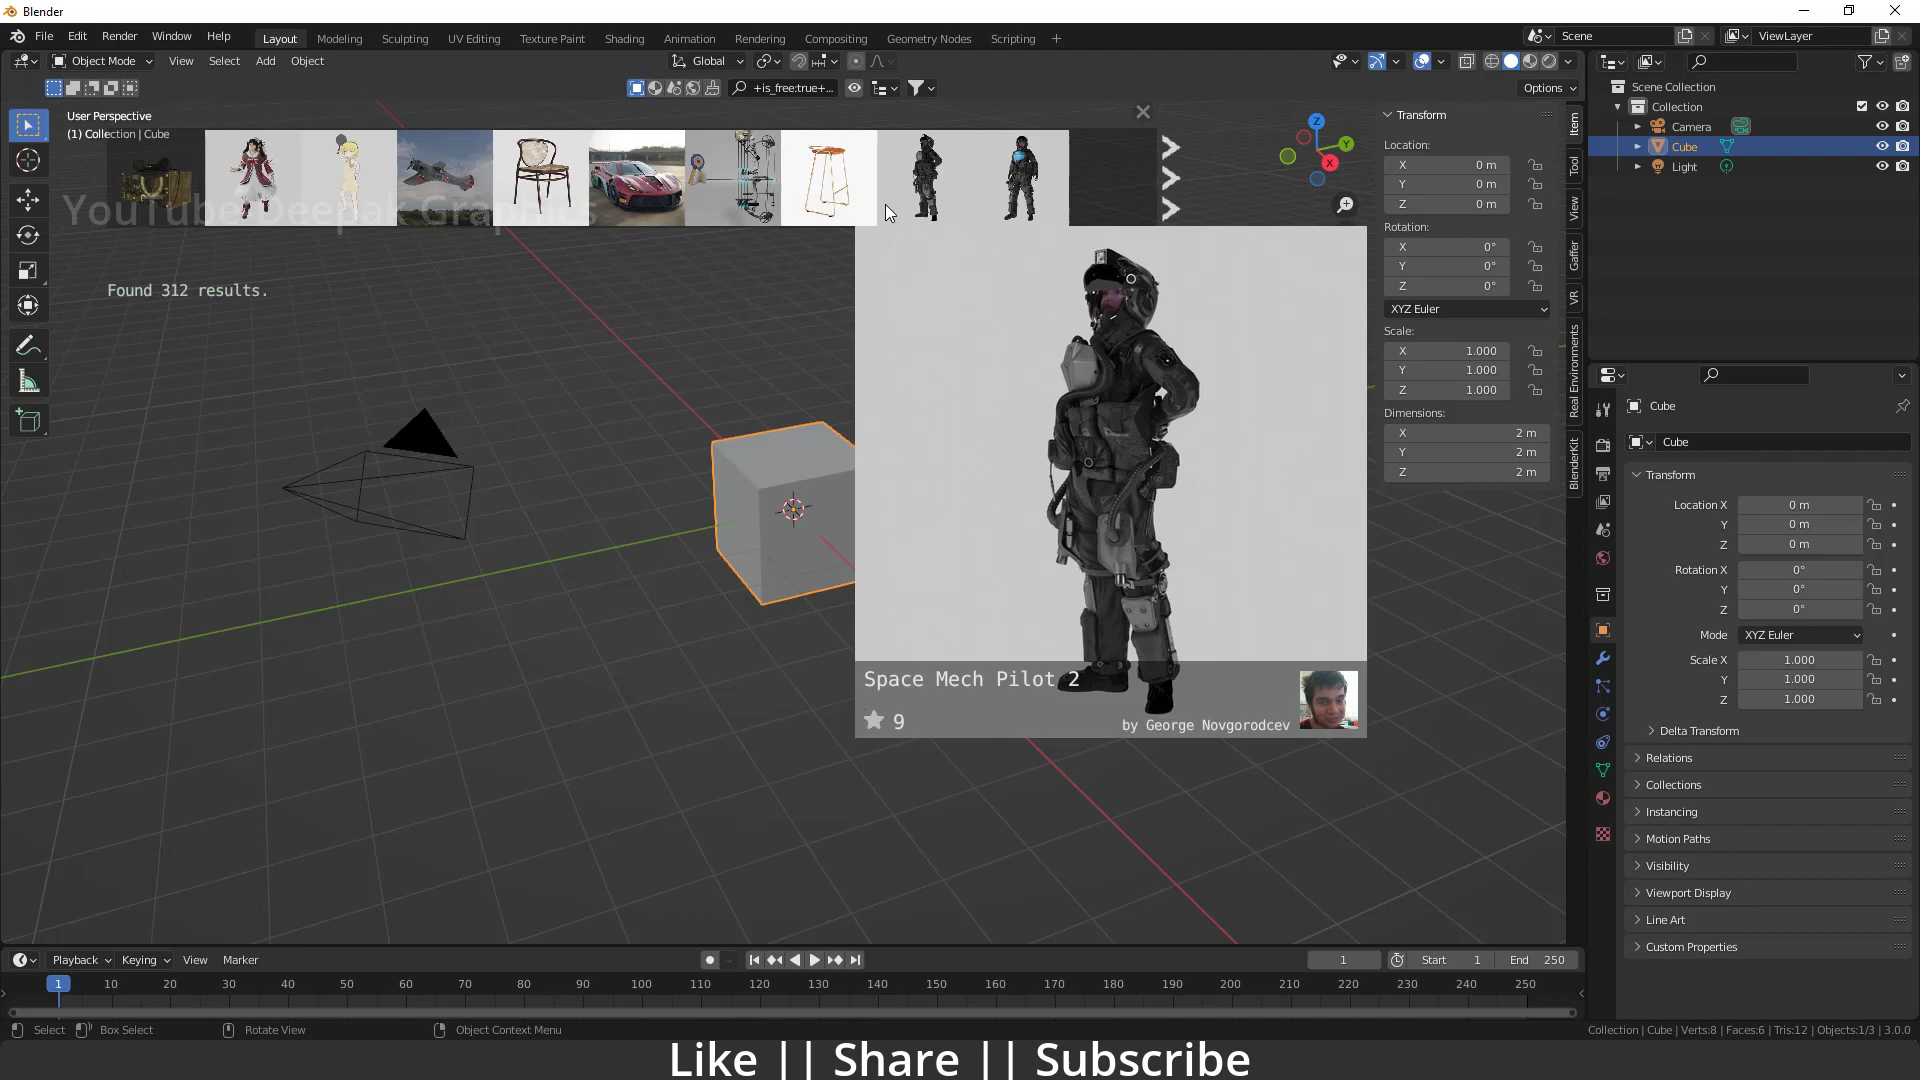 Blender
File Edit Render Window Help
Layout Modeling Sculpting UV Editing Texture Paint Shading Animation Rendering Compositing Geometry Nodes Scripting +
Scene
ViewLayer
Object Mode View Select Add Object
Global
+is_free:true+...
Options
User Perspective
(1) Collection | Cube
YouTube Deepak Graphics
Found 312 results.
Space Mech Pilot 2
9
by George Novgorodcev
Z
Y
X
Transform
Location:
X 0 m
Y 0 m
Z 0 m
Rotation:
X 0°
Y 0°
Z 0°
XYZ Euler
Scale:
X 1.000
Y 1.000
Z 1.000
Dimensions:
X 2 m
Y 2 m
Z 2 m
Item
Tool
View
Gaffer
VR
Real Environments
BlenderKit
Scene Collection
Collection
Camera
Cube
Light
Cube
Cube
Transform
Location X 0 m
Y 0 m
Z 0 m
Rotation X 0°
Y 0°
Z 0°
Mode XYZ Euler
Scale X 1.000
Y 1.000
Z 1.000
Delta Transform
Relations
Collections
Instancing
Motion Paths
Visibility
Viewport Display
Line Art
Custom Properties
Playback Keying View Marker
1 Start 1 End 250
1 10 20 30 40 50 60 70 80 90 100 110 120 130 140 150 160 170 180 190 200 210 220 230 240 250
Select Box Select Rotate View Object Context Menu
Collection | Cube | Verts:8 | Faces:6 | Tris:12 | Objects:1/3 | 3.0.0
Like || Share || Subscribe